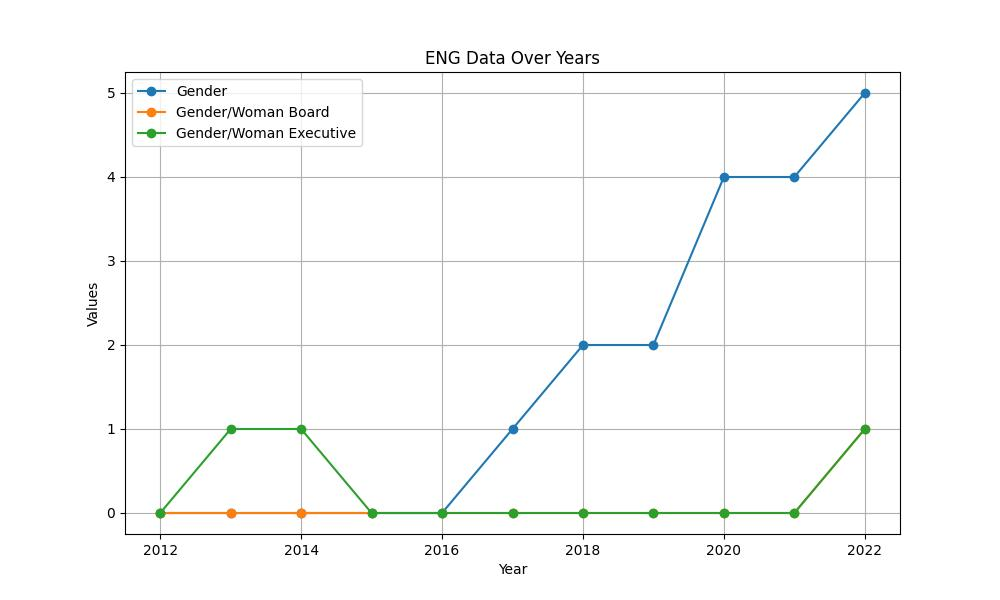 ENG Data Over Years
Gender
Gender/Woman Board
Gender/Woman Executive
5
4
3
2
1
0
Values
2012 2014 2016 2018 2020 2022
Year